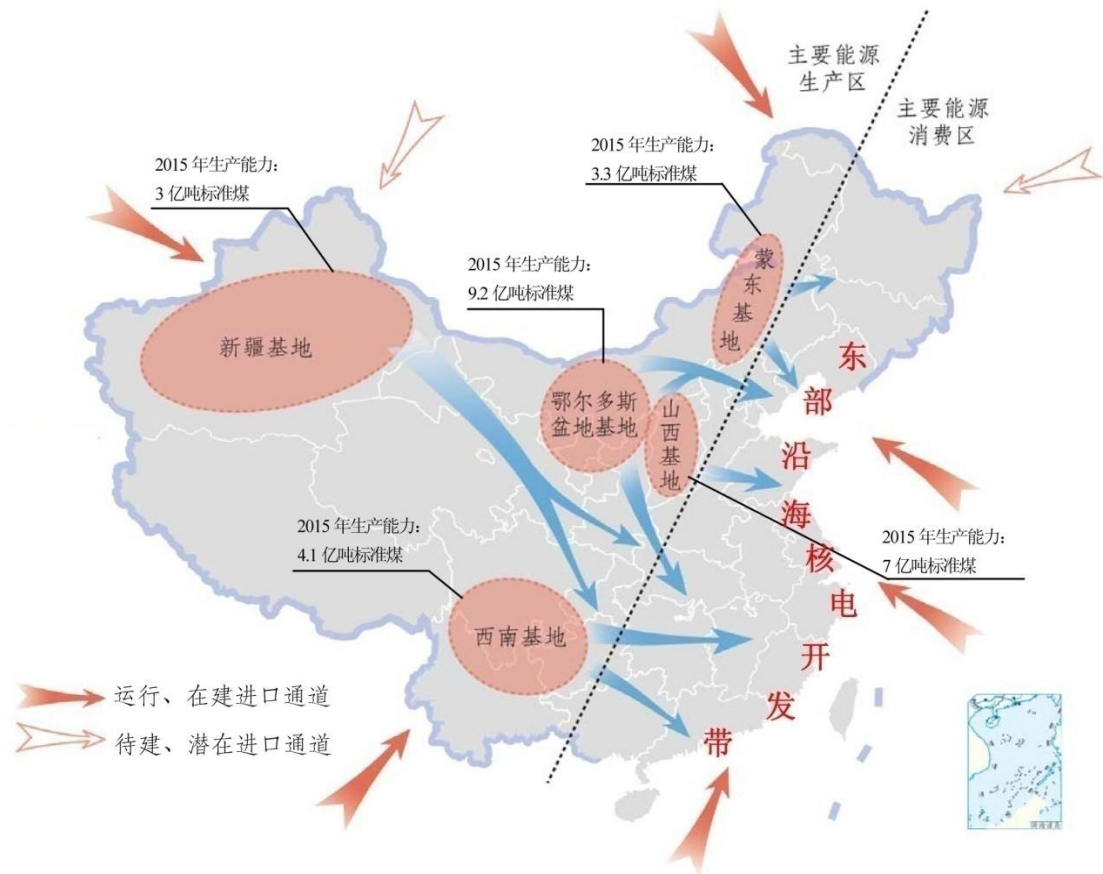 主要能源
生产区
主要能源
消费区
2015 年生产能力:
3 亿吨标准煤
2015 年生产能力:
3.3 亿吨标准煤
2015 年生产能力:
9.2 亿吨标准煤
蒙东基地
新疆基地
鄂尔多斯
盆地基地
山西基地
东部沿海核电开发带
2015 年生产能力:
4.1 亿吨标准煤
2015 年生产能力:
7 亿吨标准煤
西南基地
运行、在建进口通道
待建、潜在进口通道
南海诸岛